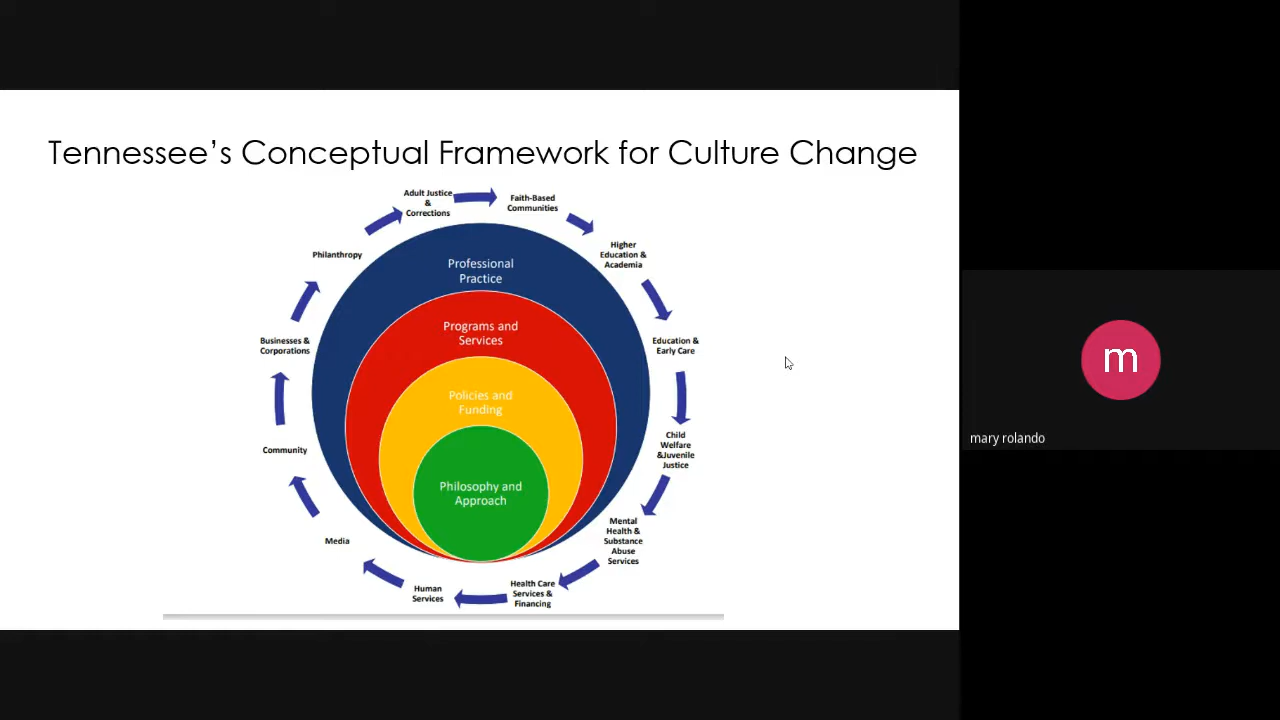 Tennessee’s Conceptual Framework for Culture Change
Adult Justice
&
Corrections
Faith-Based
Communities
Higher
Education &
Academia
Education &
Early Care
Child
Welfare
&Juvenile
Justice
Mental
Health &
Substance
Abuse
Services
Health Care
Services &
Financing
Human
Services
Media
Community
Businesses &
Corporations
Philanthropy
Professional
Practice
Programs and
Services
Policies and
Funding
Philosophy and
Approach
m
mary rolando